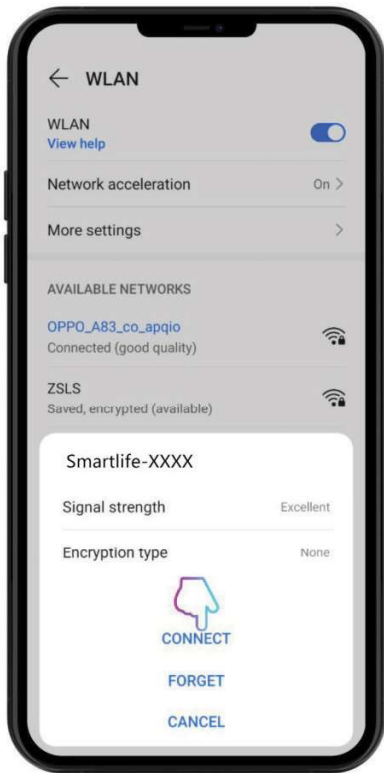 WLAN
WLAN
View help
Network acceleration On
More settings
AVAILABLE NETWORKS
OPPO_A83_co_apqio
Connected (good quality)
ZSLS
Saved, encrypted (available)
Smartlife-XXXX
Signal strength Excellent
Encryption type None
CONNECT
FORGET
CANCEL